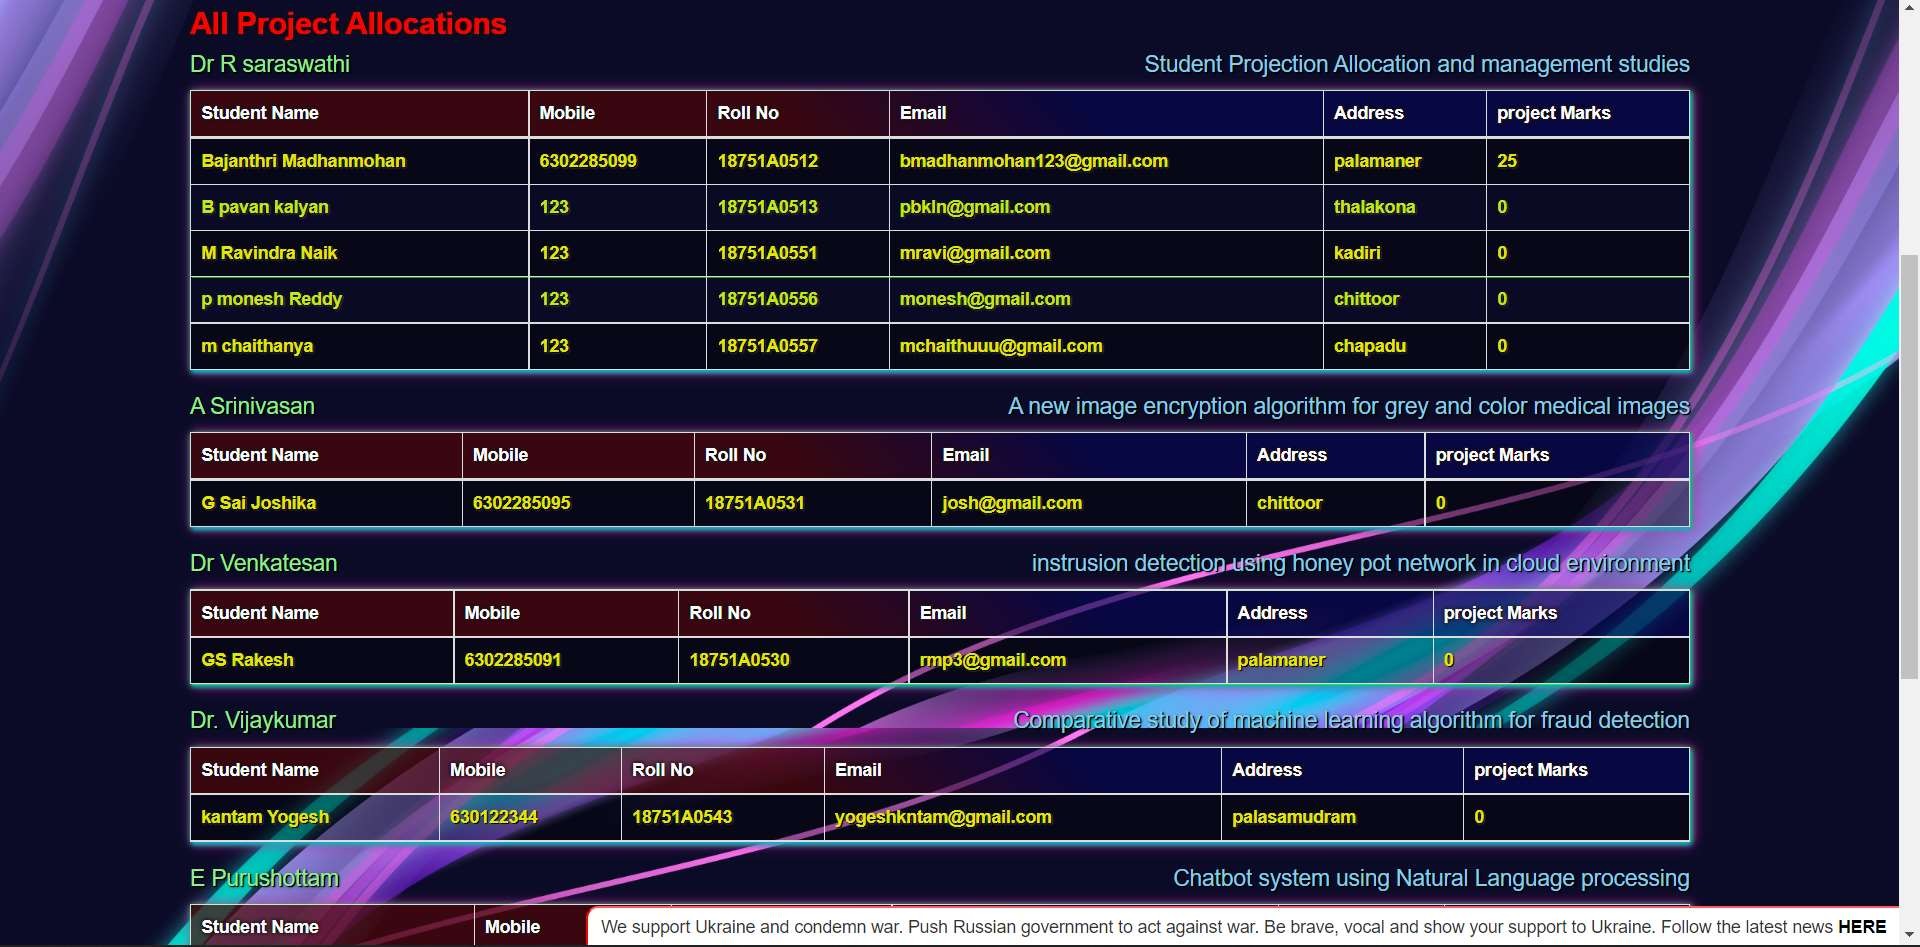 All Project Allocations
Dr R saraswathi Student Projection Allocation and management studies
Student Name Mobile Roll No Email Address project Marks
Bajanthri Madhanmohan 6302285099 18751A0512 bmadhanmohan123@gmail.com palamaner 25
B pavan kalyan 123 18751A0513 pbkln@gmail.com thalakona 0
M Ravindra Naik 123 18751A0551 mravi@gmail.com kadiri 0
p monesh Reddy 123 18751A0556 monesh@gmail.com chittoor 0
m chaithanya 123 18751A0557 mchaithuuu@gmail.com chapadu 0
A Srinivasan A new image encryption algorithm for grey and color medical images
Student Name Mobile Roll No Email Address project Marks
G Sai Joshika 6302285095 18751A0531 josh@gmail.com chittoor 0
Dr Venkatesan instrusion detection using honey pot network in cloud environment
Student Name Mobile Roll No Email Address project Marks
GS Rakesh 6302285091 18751A0530 rmp3@gmail.com palamaner 0
Dr. Vijaykumar Comparative study of machine learning algorithm for fraud detection
Student Name Mobile Roll No Email Address project Marks
kantam Yogesh 630122344 18751A0543 yogeshkntam@gmail.com palasamudram 0
E Purushottam Chatbot system using Natural Language processing
Student Name Mobile
We support Ukraine and condemn war. Push Russian government to act against war. Be brave, vocal and show your support to Ukraine. Follow the latest news HERE